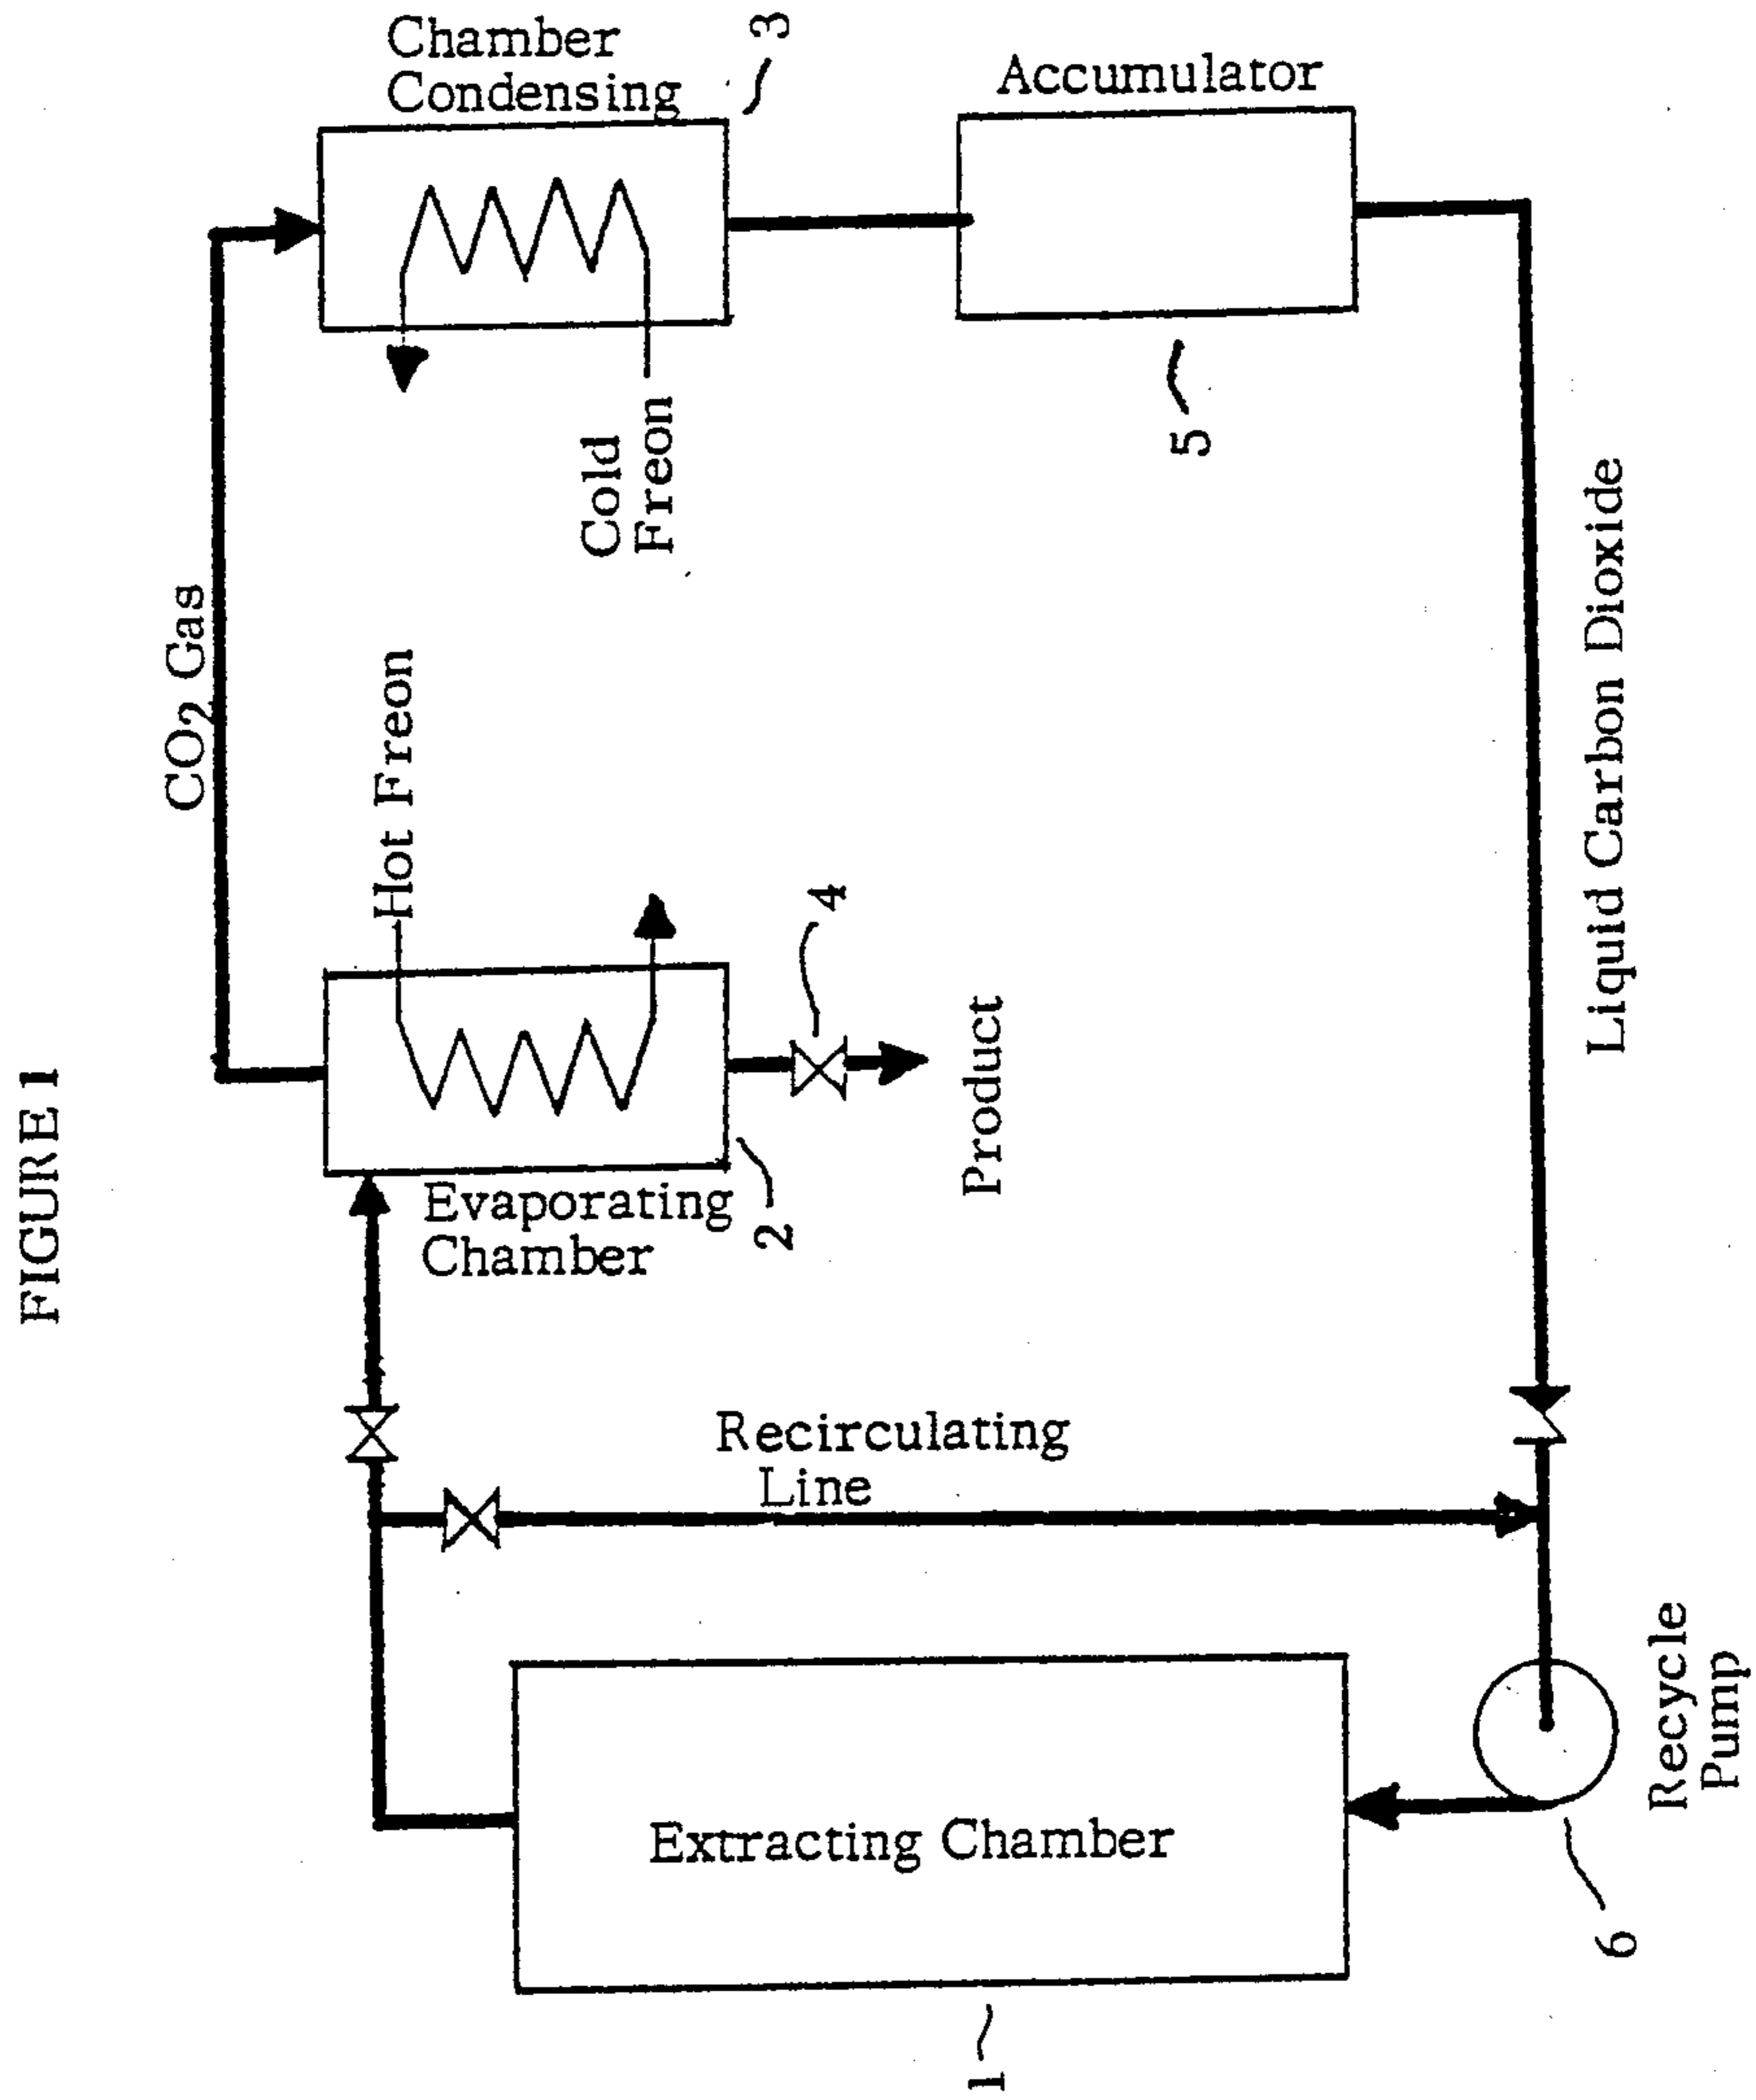 FIGURE 1
Chamber
Condensing
3
CO2 Gas
Hot Freon
Cold
Freon
Accumulator
5
Evaporating
Chamber
2
4
Product
Recirculating
Line
Liquid Carbon Dioxide
Extracting Chamber
1
Recycle
Pump
6